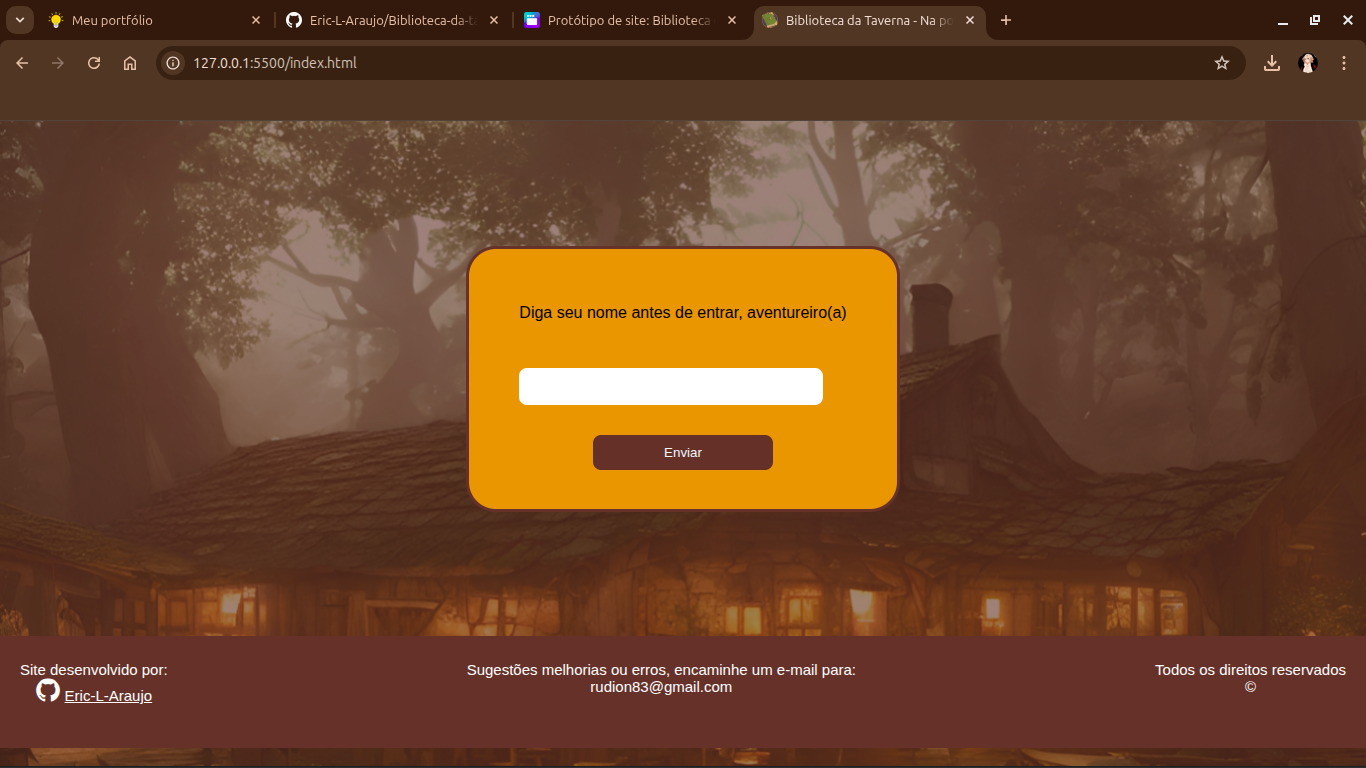 Meu portfólio
Eric-L-Araujo/Biblioteca-da-ta
Protótipo de site: Biblioteca
Biblioteca da Taverna - Na po
127.0.0.1:5500/index.html
Diga seu nome antes de entrar, aventureiro(a)
Enviar
Site desenvolvido por:
Eric-L-Araujo
Sugestões melhorias ou erros, encaminhe um e-mail para:
rudion83@gmail.com
Todos os direitos reservados
©